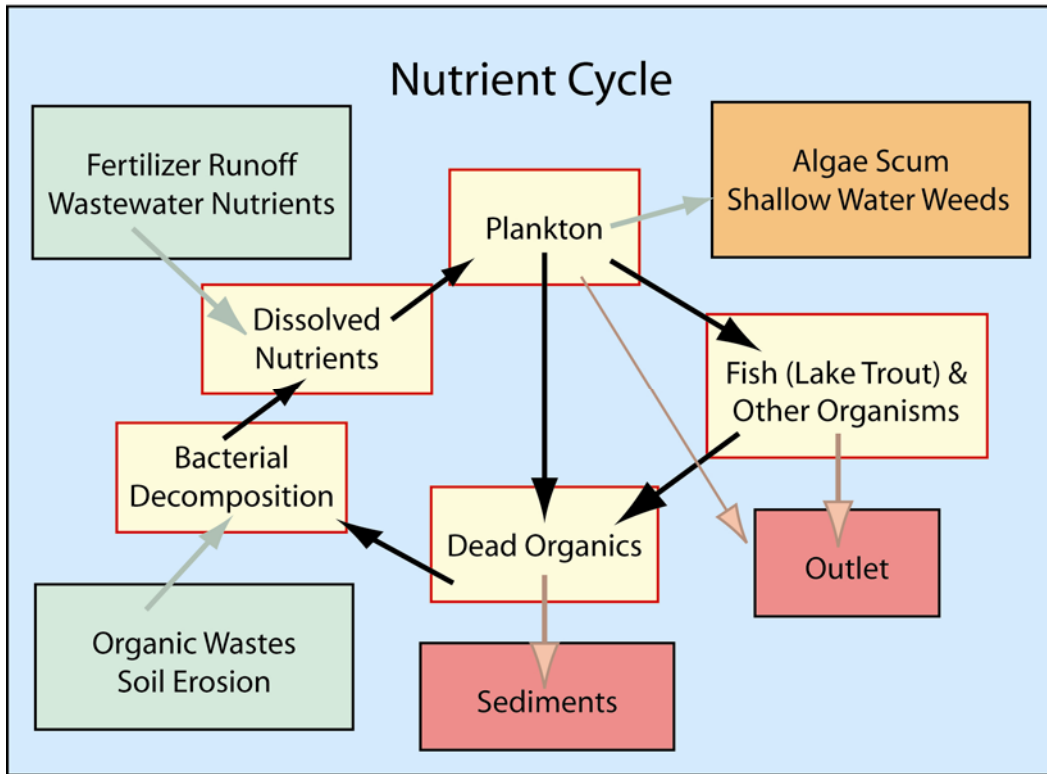 Nutrient Cycle
Fertilizer Runoff
Wastewater Nutrients
Algae Scum
Shallow Water Weeds
Plankton
Dissolved
Nutrients
Fish (Lake Trout) &
Other Organisms
Bacterial
Decomposition
Dead Organics
Outlet
Organic Wastes
Soil Erosion
Sediments